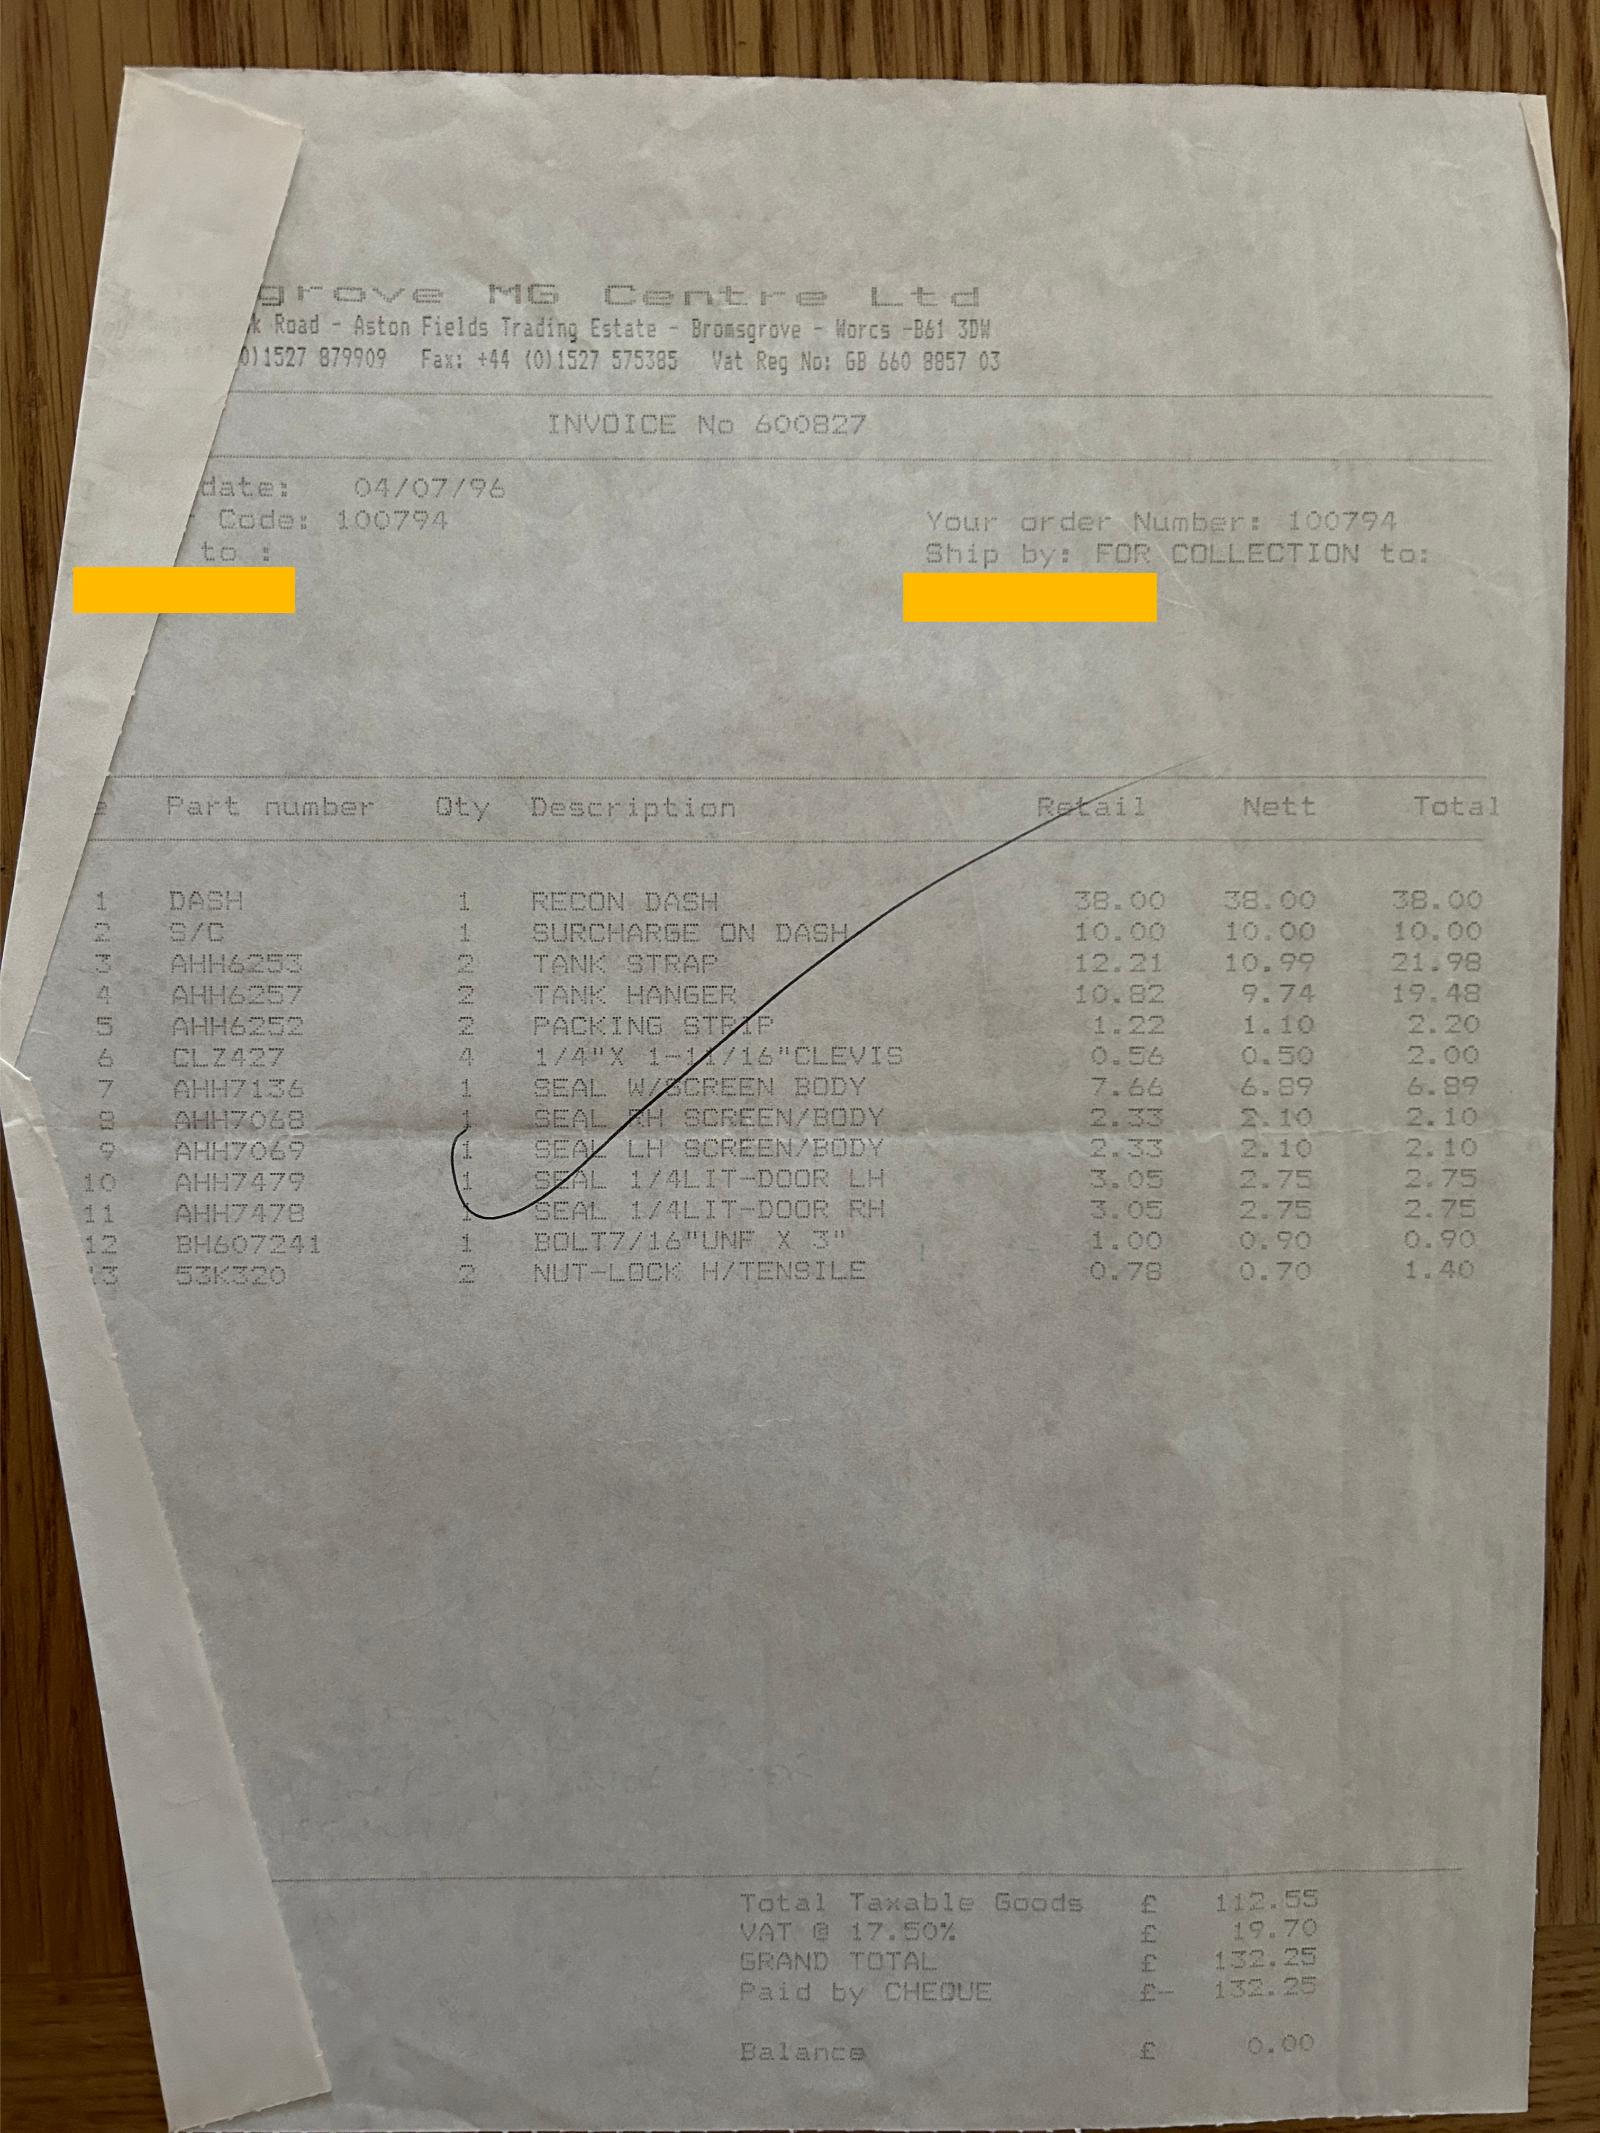 grove MG Centre Ltd
k Road - Aston Fields Trading Estate - Bromsgrove - Worcs -B61 3DW
0)1527 879909 Fax: +44 (0)1527 575385 Vat Reg No: GB 660 8857 03
INVOICE No 600827
date: 04/07/96
r Code: 100794 Your order Number: 100794
to : Ship by: FOR COLLECTION to:
e Part number Qty Description Retail Nett Total
1 DASH 1 RECON DASH 38.00 38.00 38.00
2 S/C 1 SURCHARGE ON DASH 10.00 10.00 10.00
3 AHH6253 2 TANK STRAP 12.21 10.99 21.98
4 AHH6257 2 TANK HANGER 10.82 9.74 19.48
5 AHH6252 2 PACKING STRIP 1.22 1.10 2.20
6 CLZ427 4 1/4"X 1-11/16"CLEVIS 0.56 0.50 2.00
7 AHH7136 1 SEAL W/SCREEN BODY 7.66 6.89 6.89
8 AHH7068 1 SEAL RH SCREEN/BODY 2.33 2.10 2.10
9 AHH7069 1 SEAL LH SCREEN/BODY 2.33 2.10 2.10
10 AHH7479 1 SEAL 1/4LIT-DOOR LH 3.05 2.75 2.75
11 AHH7478 1 SEAL 1/4LIT-DOOR RH 3.05 2.75 2.75
12 BH607241 1 BOLT7/16"UNF X 3" 1.00 0.90 0.90
13 53K320 2 NUT-LOCK H/TENSILE 0.78 0.70 1.40
Total Taxable Goods £ 112.55
VAT @ 17.50% £ 19.70
GRAND TOTAL £ 132.25
Paid by CHEQUE £- 132.25
Balance £ 0.00